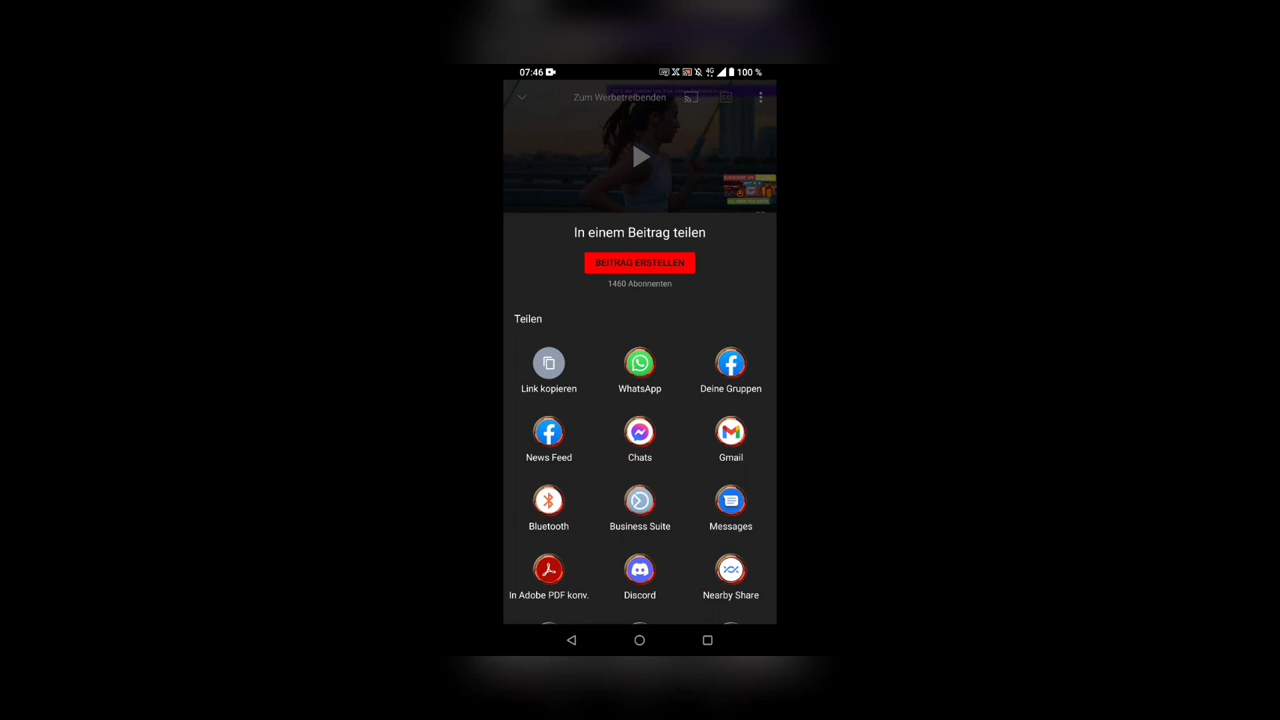 07:46
4G
100 %
Zum Werbetreibenden
In einem Beitrag teilen
BEITRAG ERSTELLEN
1460 Abonnenten
Teilen
Link kopieren
WhatsApp
Deine Gruppen
News Feed
Chats
Gmail
Bluetooth
Business Suite
Messages
In Adobe PDF konv.
Discord
Nearby Share